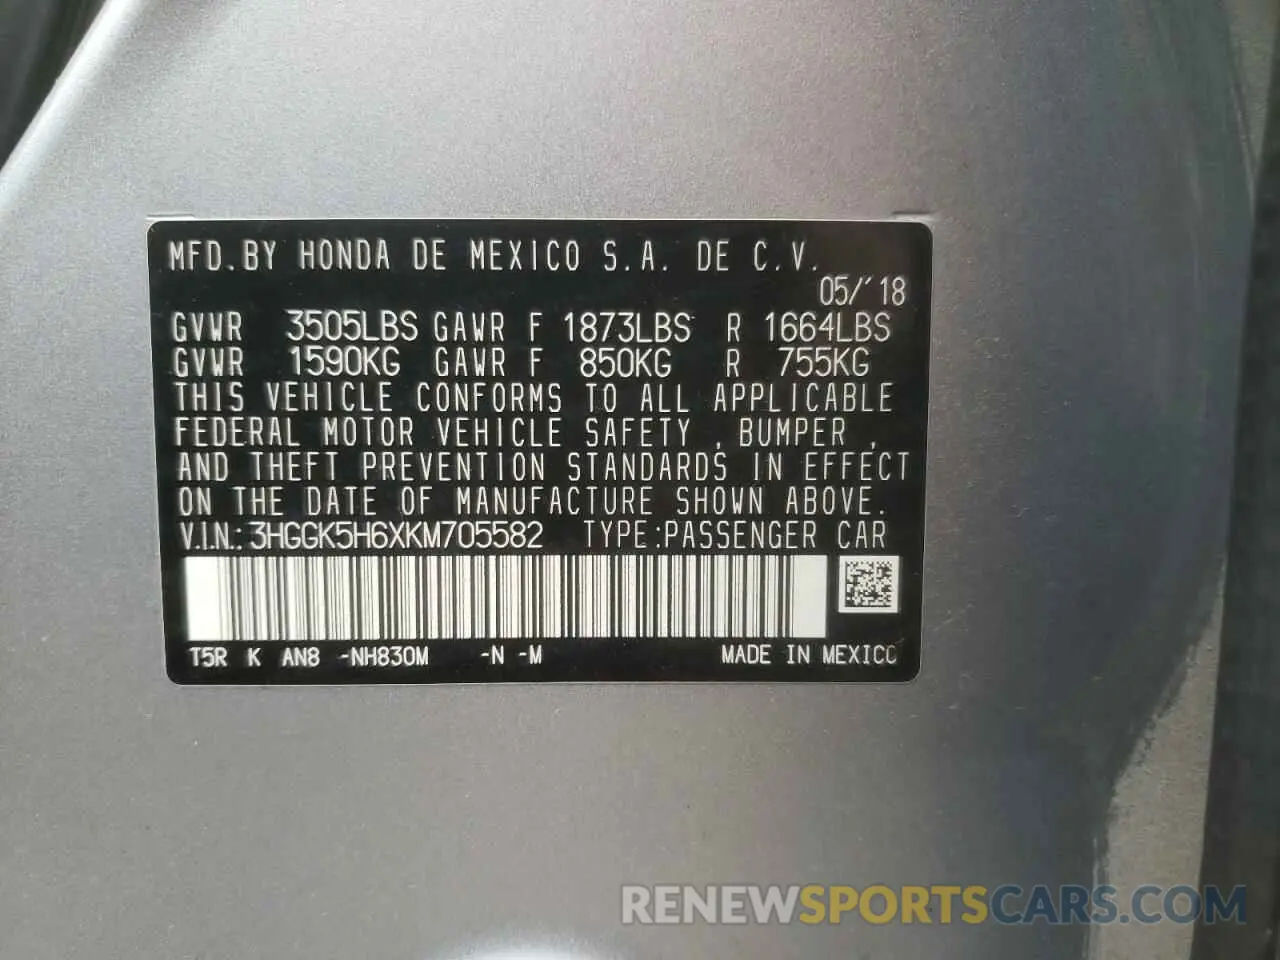 MFD. BY HONDA DE MEXICO S.A. DE C.V.
05/'18
GVWR 3505LBS GAWR F 1873LBS R 1664LBS
GVWR 1590KG GAWR F 850KG R 755KG
THIS VEHICLE CONFORMS TO ALL APPLICABLE
FEDERAL MOTOR VEHICLE SAFETY , BUMPER ,
AND THEFT PREVENTION STANDARDS IN EFFECT
ON THE DATE OF MANUFACTURE SHOWN ABOVE.
V.I.N.: 3HGGK5H6XKM705582 TYPE:PASSENGER CAR
T5R K AN8 -NH830M -N -M MADE IN MEXICO
RENEWSPORTSCARS.COM